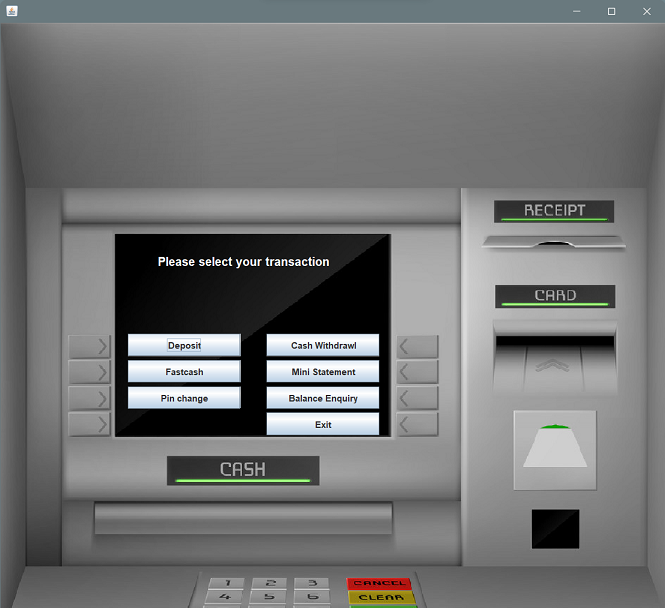 RECEIPT
Please select your transaction
CARD
Deposit
Cash Withdrawl
Fastcash
Mini Statement
Pin change
Balance Enquiry
Exit
CASH
1 2 3 CANCEL
4 5 6 CLEAR